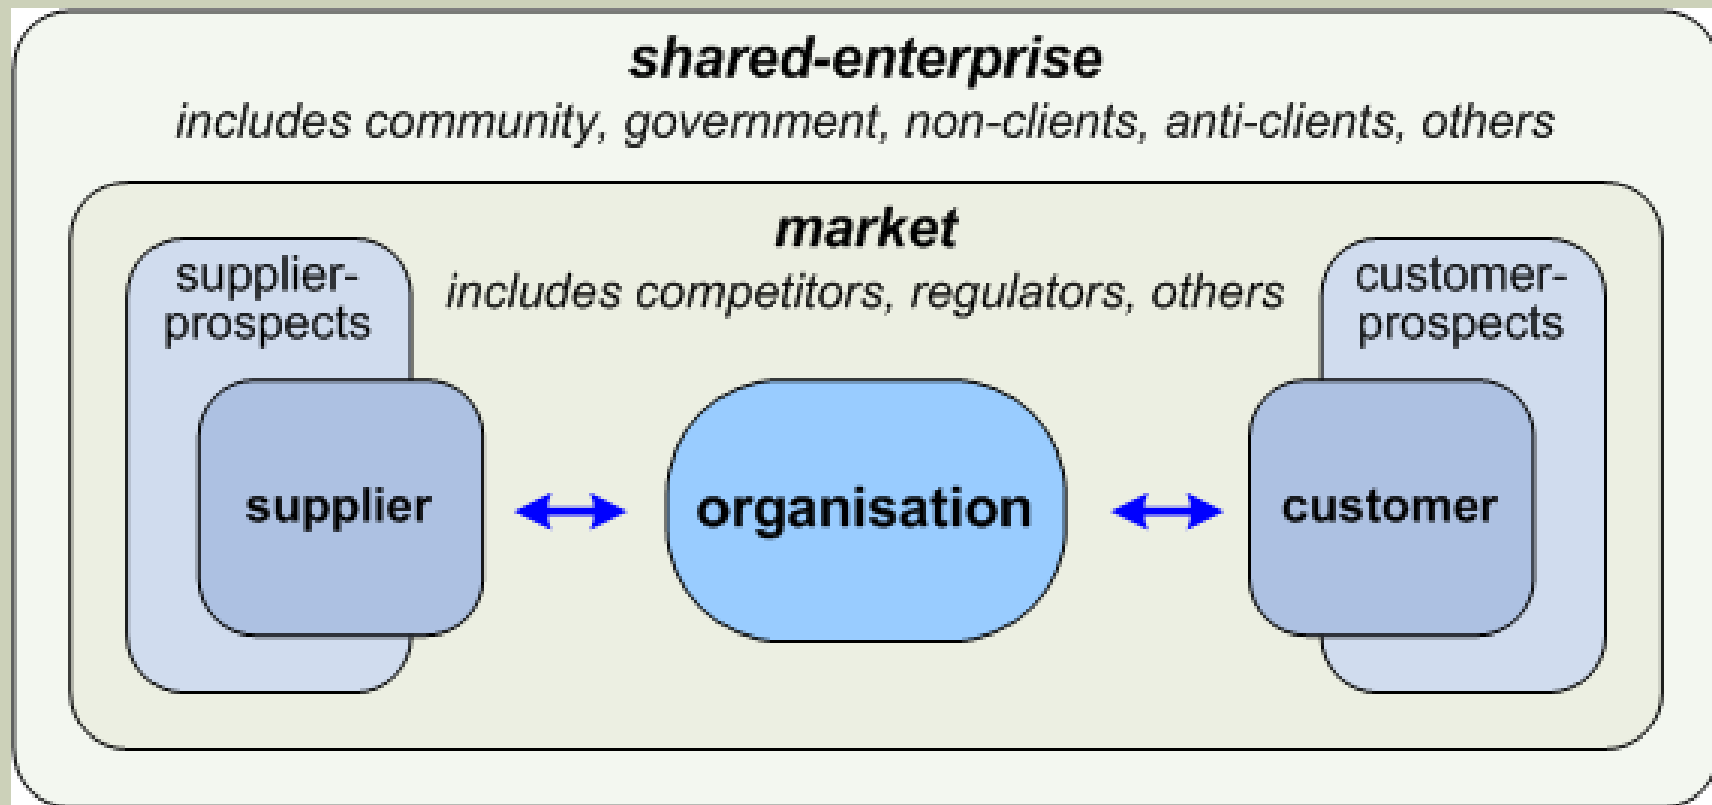 shared-enterprise
includes community, government, non-clients, anti-clients, others
market
includes competitors, regulators, others
supplier-
prospects
customer-
prospects
supplier
organisation
customer